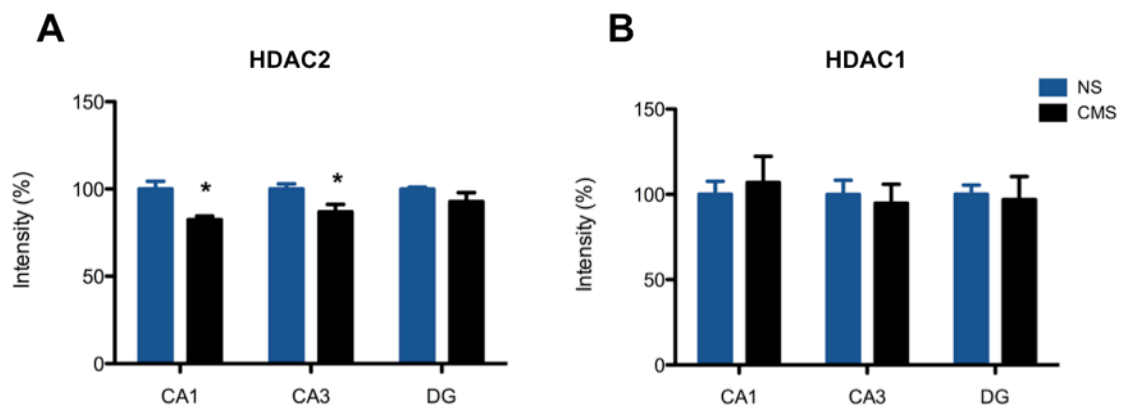 A
HDAC2
Intensity (%)
150
100
50
0
*
*
CA1
CA3
DG
B
HDAC1
NS
CMS
Intensity (%)
150
100
50
0
CA1
CA3
DG